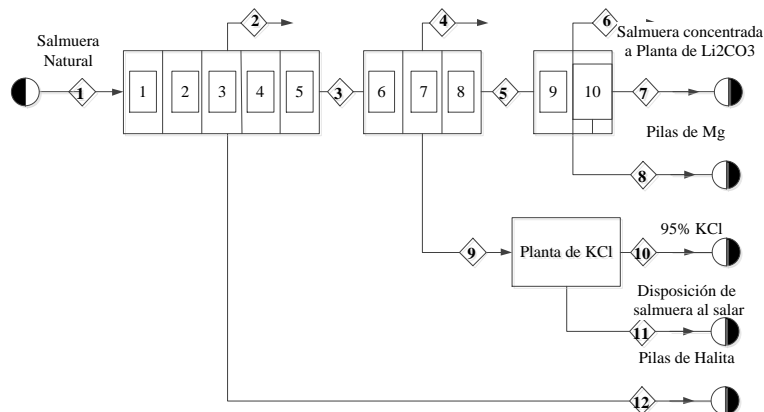 2
4
6
Salmuera
Natural
Salmuera concentrada
a Planta de Li2CO3
1
1
2
3
4
5
3
6
7
8
5
9
10
7
Pilas de Mg
8
95% KCl
9
Planta de KCl
10
Disposición de
salmuera al salar
11
Pilas de Halita
12